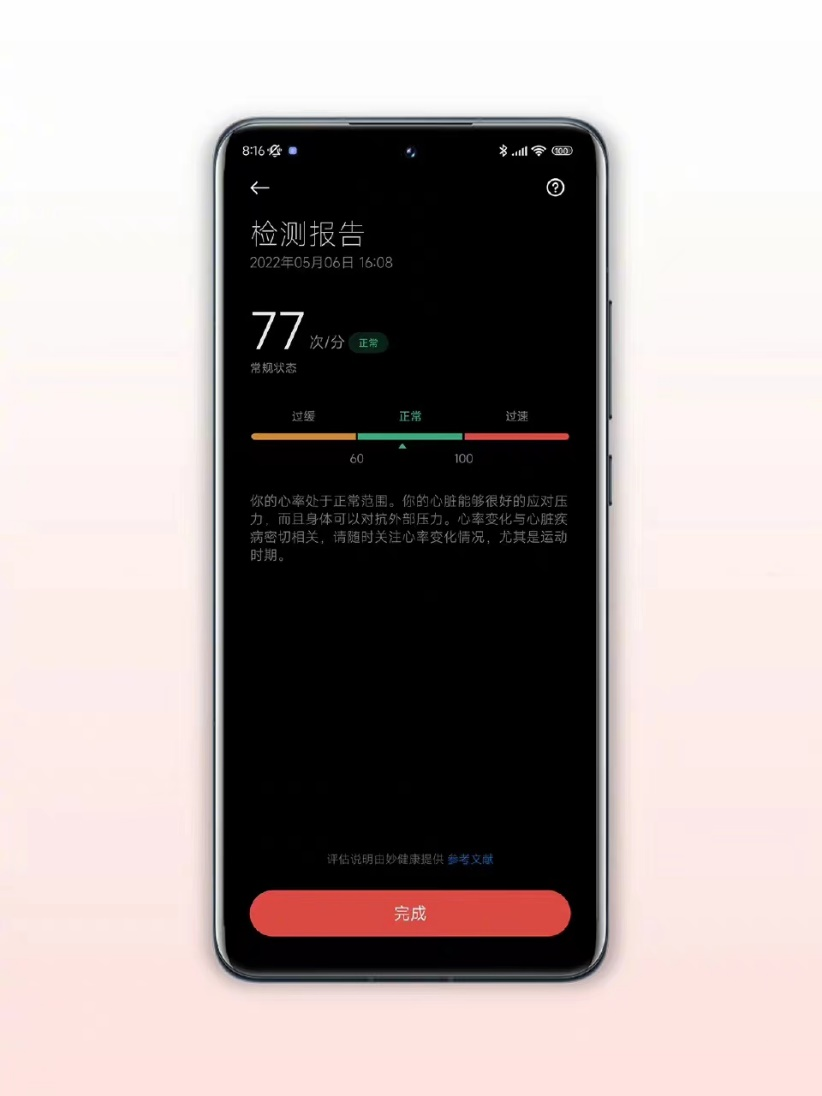 8:16
100
检测报告
2022年05月06日 16:08
77 次/分 正常
常规状态
过缓 正常 过速
60 100
你的心率处于正常范围。你的心脏能够很好的应对压
力，而且身体可以对抗外部压力。心率变化与心脏疾
病密切相关，请随时关注心率变化情况，尤其是运动
时期。
评估说明由妙健康提供 参考文献
完成